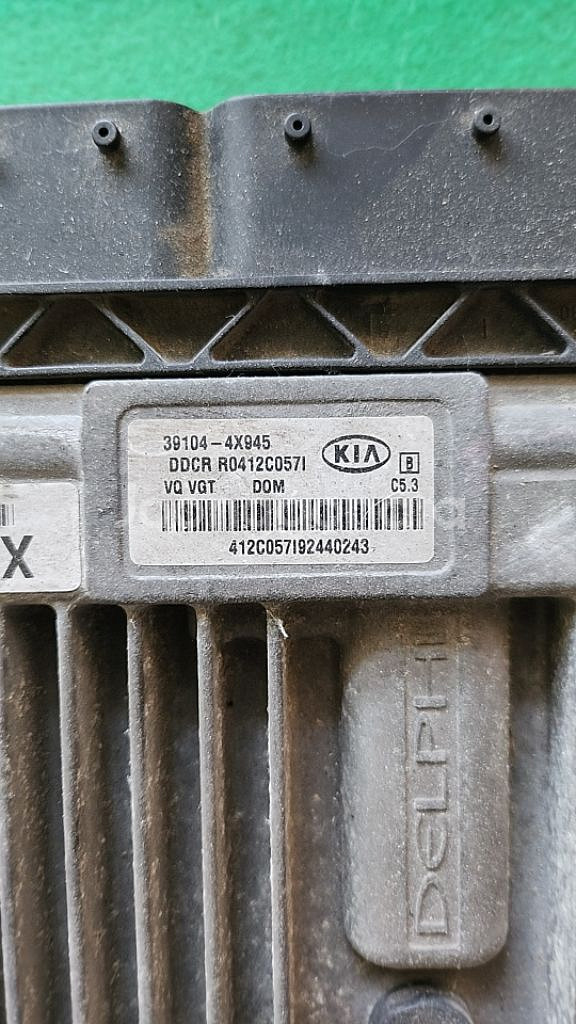 39104-4X945
KIA
DDCR R0412C057I
B
VQ VGT DOM C5.3
412C057I92440243
X
DELPHI